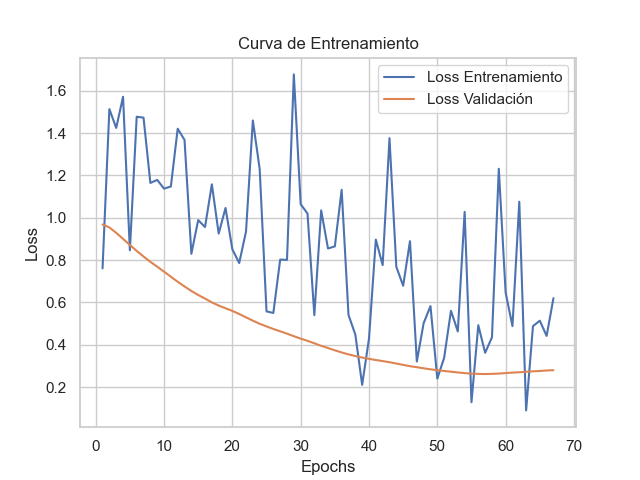 Curva de Entrenamiento
Loss Entrenamiento
Loss Validación
Loss
1.6
1.4
1.2
1.0
0.8
0.6
0.4
0.2
0 10 20 30 40 50 60 70
Epochs